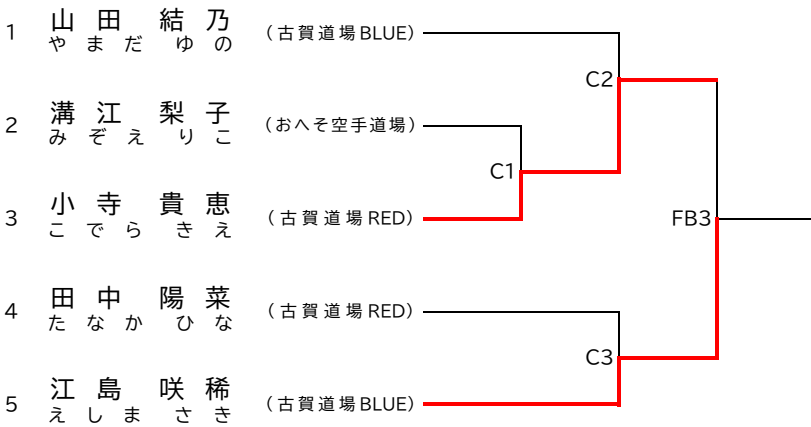 1 山田 結乃 (古賀道場BLUE)
やまだ ゆの
C2
2 溝江 梨子 (おへそ空手道場)
みぞえ りこ
C1
3 小寺 貴恵 (古賀道場RED)
こでら きえ
FB3
4 田中 陽菜 (古賀道場RED)
たなか ひな
C3
5 江島 咲稀 (古賀道場BLUE)
えしま さき